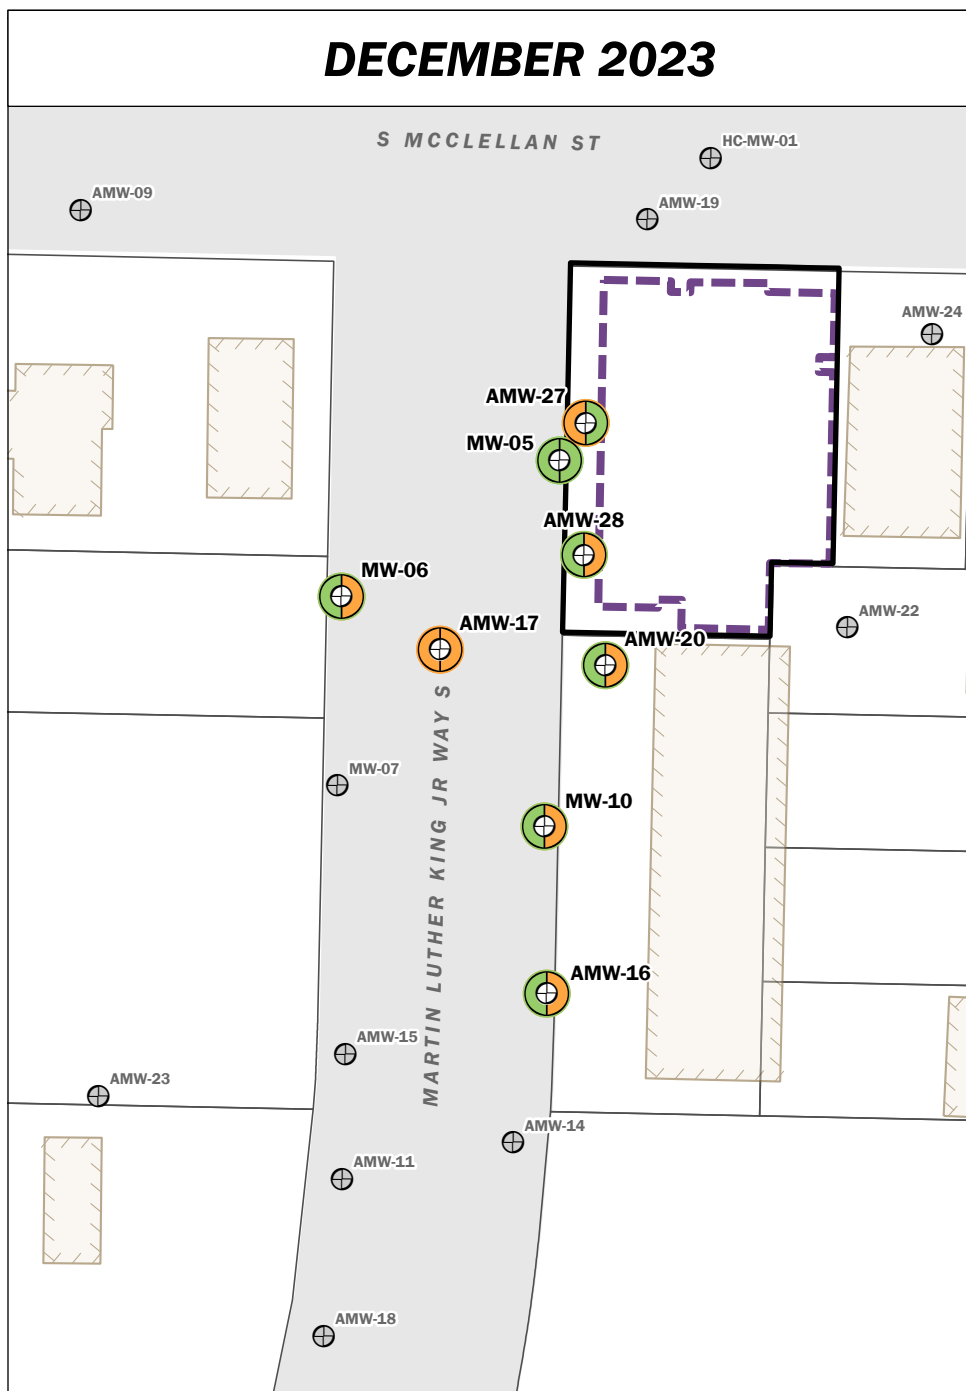 DECEMBER 2023
S MCCLELLAN ST
HC-MW-01
AMW-09
AMW-19
AMW-24
AMW-27
MW-05
AMW-28
MW-06
AMW-17
AMW-22
AMW-20
MARTIN LUTHER KING JR WAY S
MW-07
MW-10
AMW-16
AMW-15
AMW-23
AMW-14
AMW-11
AMW-18